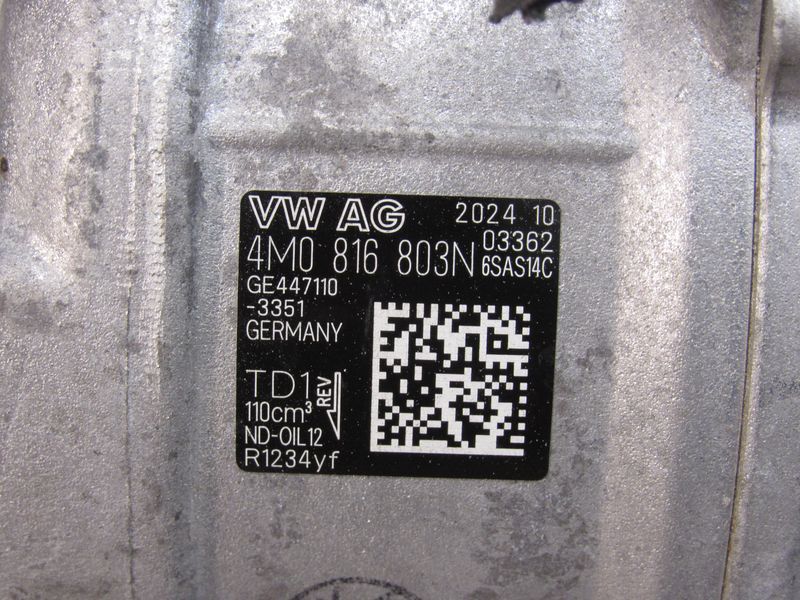 VW AG 2024 10
03362
4M0 816 803N 6SAS14C
GE447110
-3351
GERMANY
TD1
REV
110cm³
ND-OIL12
R1234yf